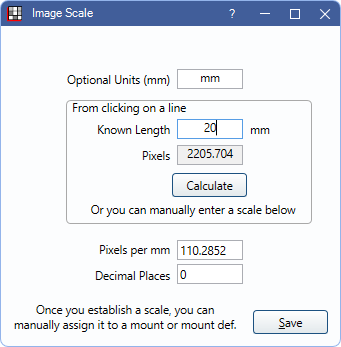 Image Scale ?
Optional Units (mm) mm
From clicking on a line
Known Length 20 mm
Pixels 2205.704
Calculate
Or you can manually enter a scale below
Pixels per mm 110.2852
Decimal Places 0
Once you establish a scale, you can
manually assign it to a mount or mount def.
Save